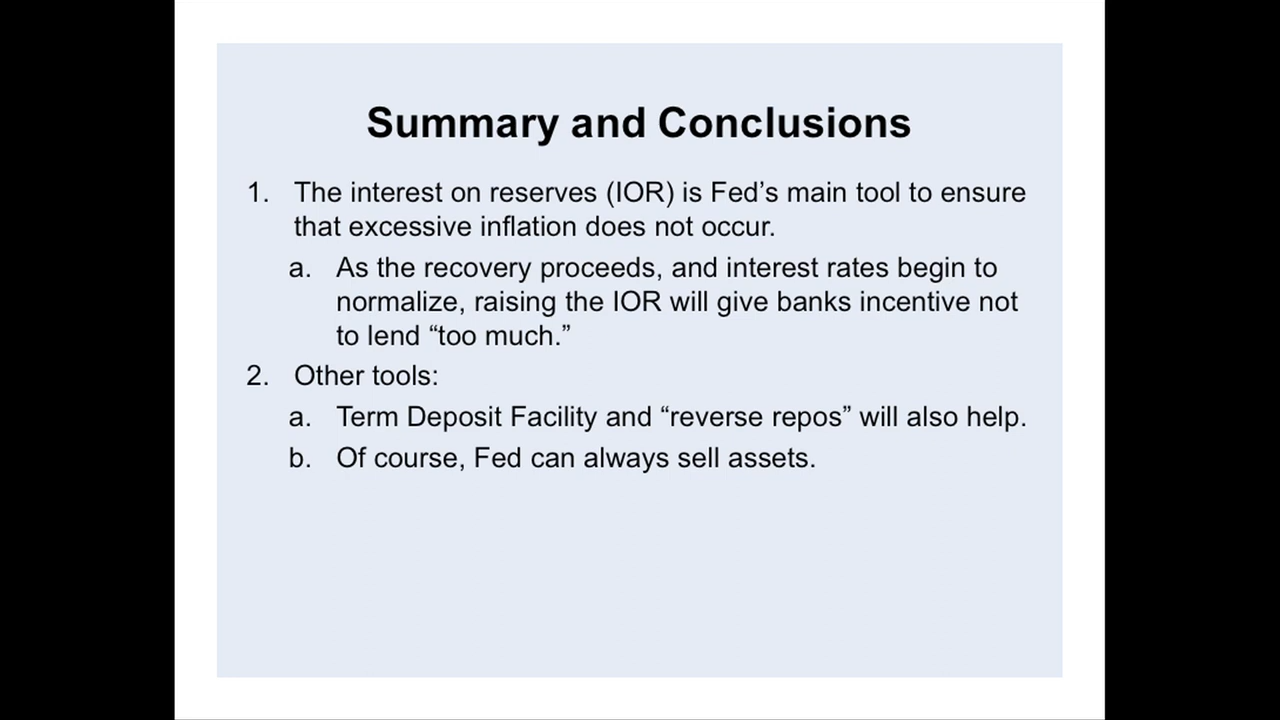 Summary and Conclusions
1. The interest on reserves (IOR) is Fed’s main tool to ensure
that excessive inflation does not occur.
a. As the recovery proceeds, and interest rates begin to
normalize, raising the IOR will give banks incentive not
to lend “too much.”
2. Other tools:
a. Term Deposit Facility and “reverse repos” will also help.
b. Of course, Fed can always sell assets.